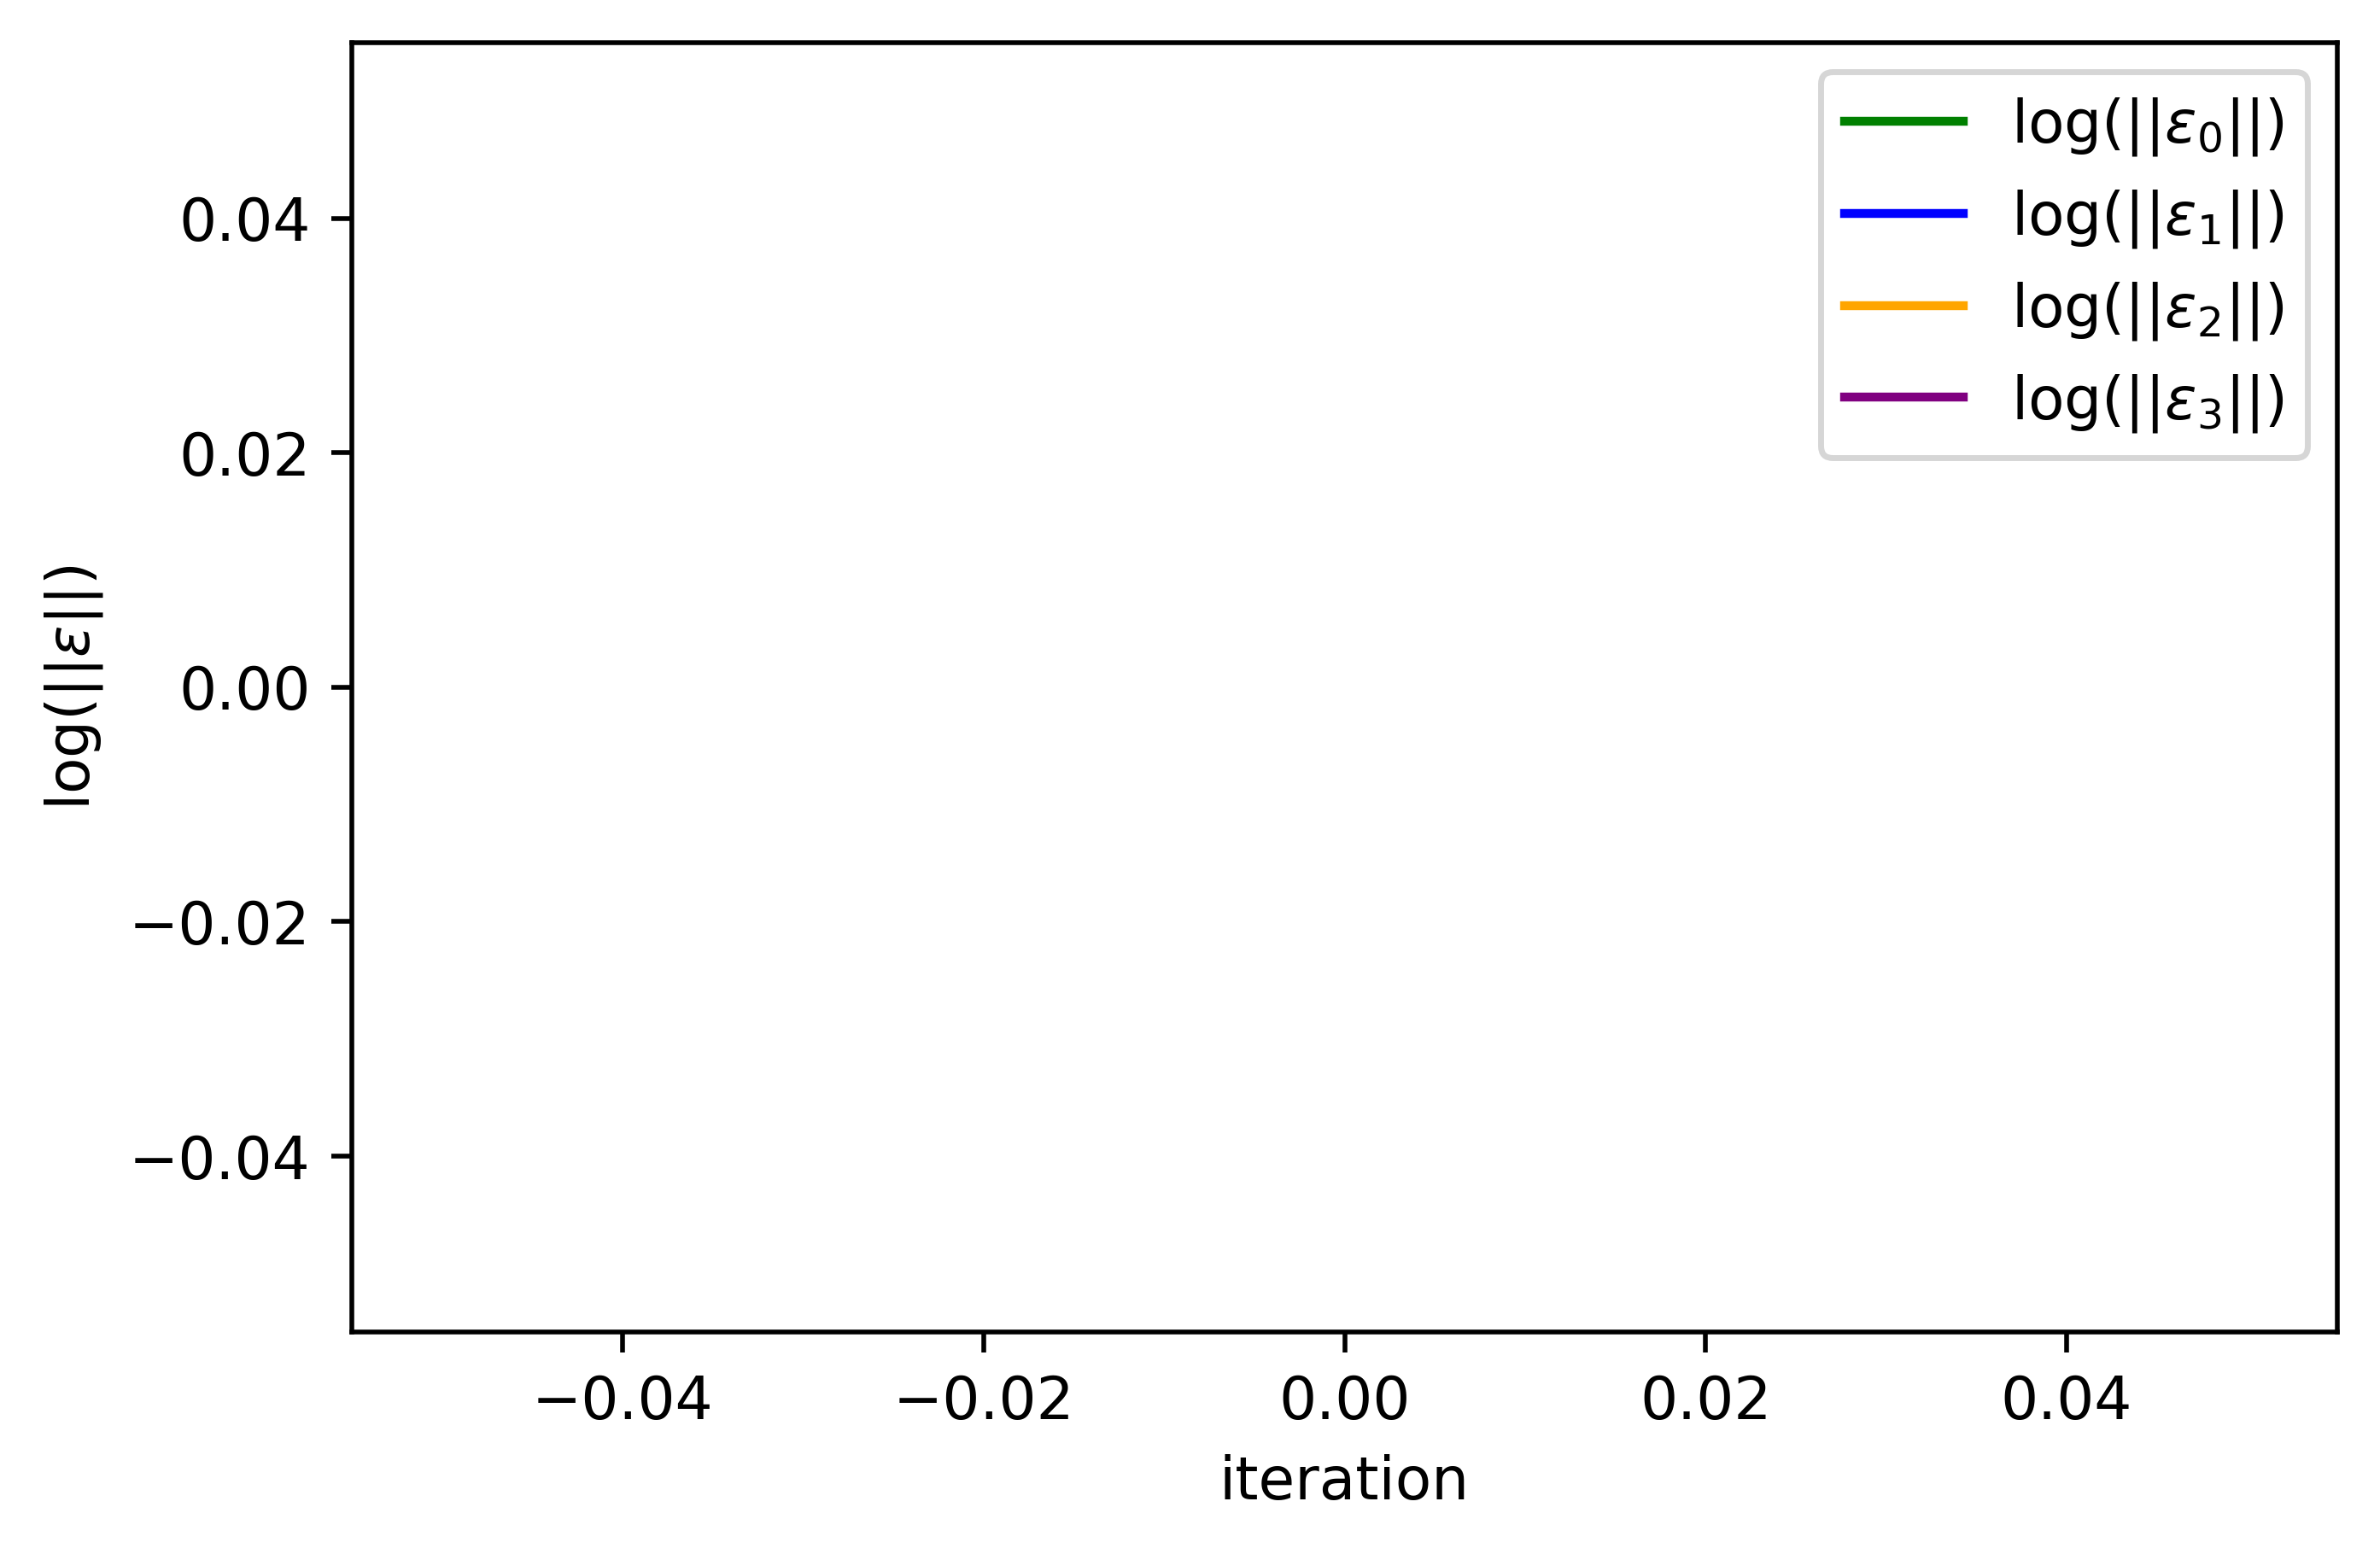 log(||ε₀||)
log(||ε₁||)
log(||ε₂||)
log(||ε₃||)
log(||ε||)
0.04
0.02
0.00
−0.02
−0.04
−0.04 −0.02 0.00 0.02 0.04
iteration